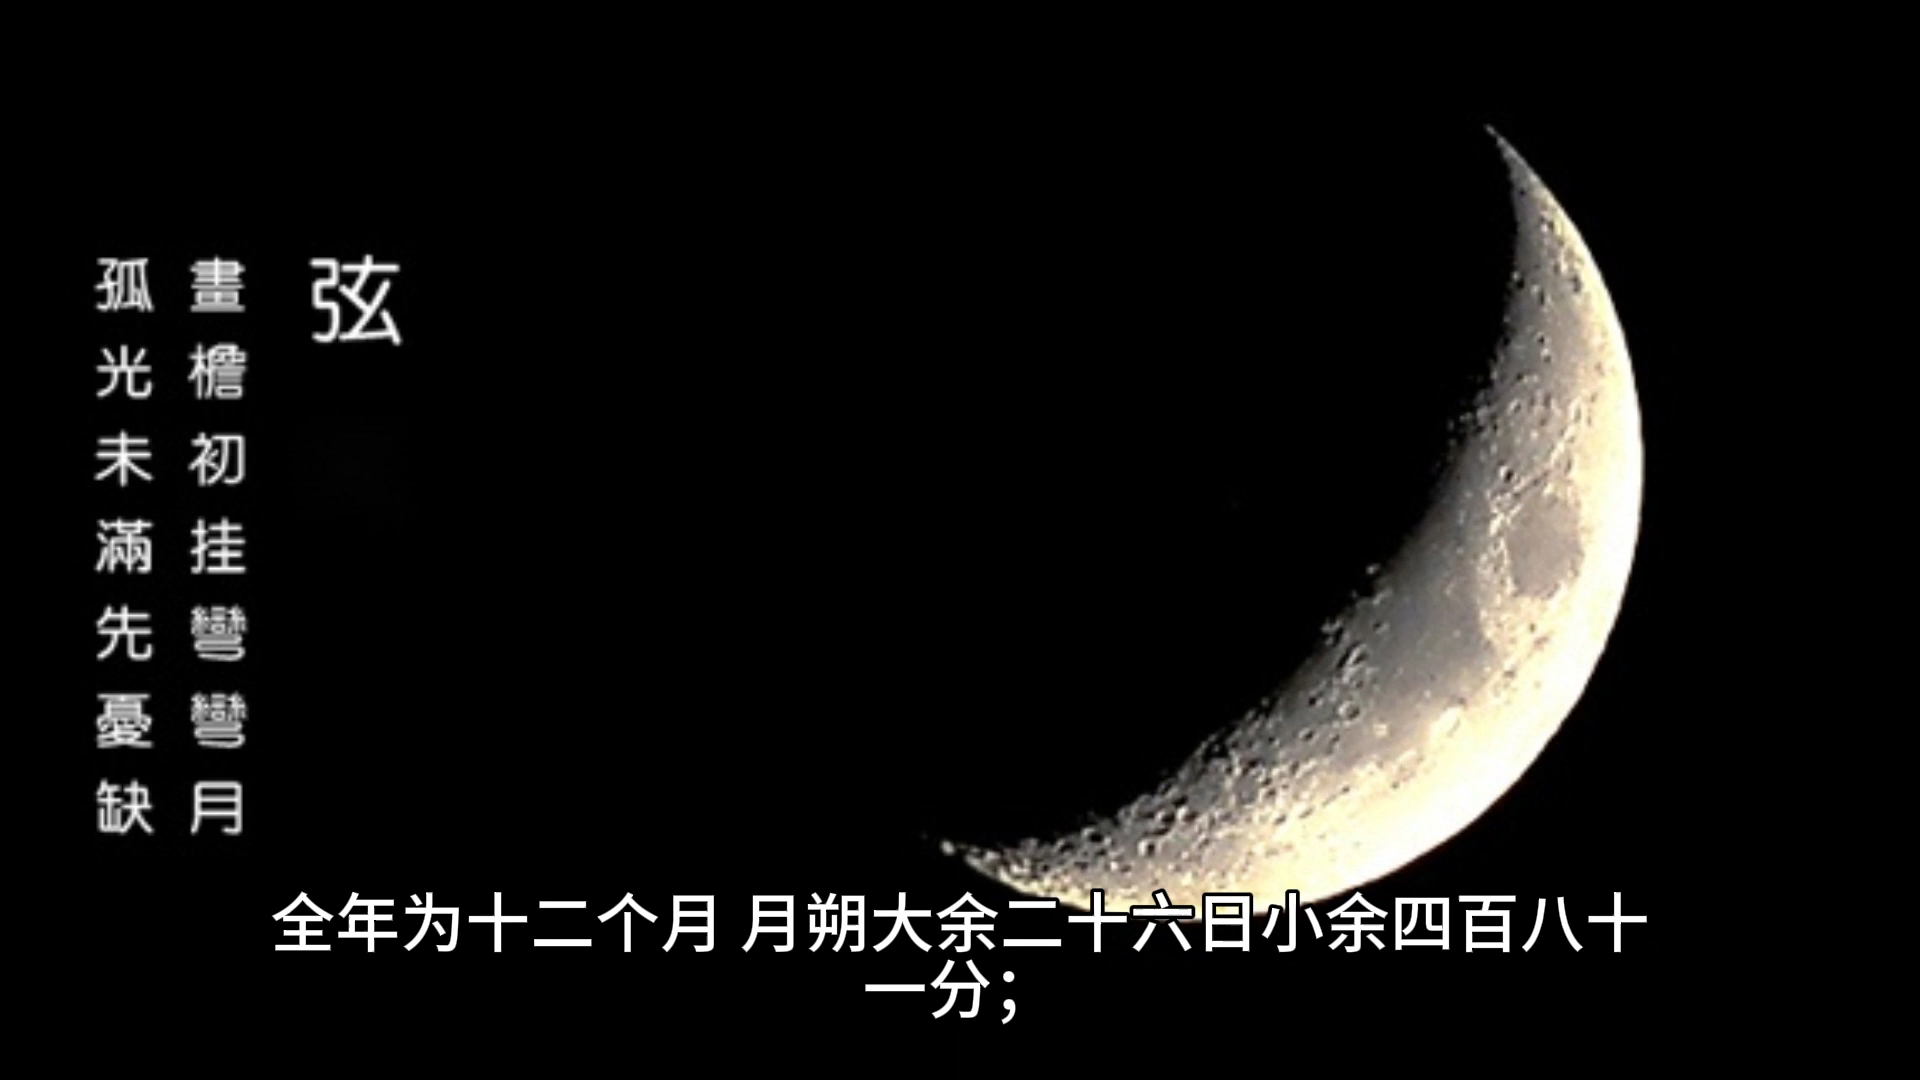 弦
畫檐初挂彎彎月
孤光未滿先憂缺
全年为十二个月 月朔大余二十六日小余四百八十
一分；